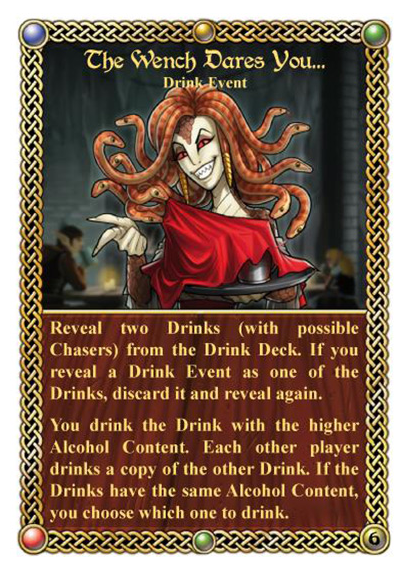 The Wench Dares You...
Drink Event
Reveal two Drinks (with possible
Chasers) from the Drink Deck. If you
reveal a Drink Event as one of the
Drinks, discard it and reveal again.
You drink the Drink with the higher
Alcohol Content. Each other player
drinks a copy of the other Drink. If the
Drinks have the same Alcohol Content,
you choose which one to drink.
6